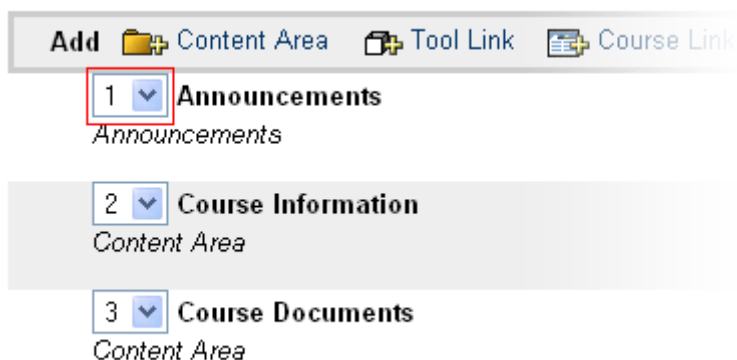 Add Content Area Tool Link Course Link
1 Announcements
Announcements
2 Course Information
Content Area
3 Course Documents
Content Area